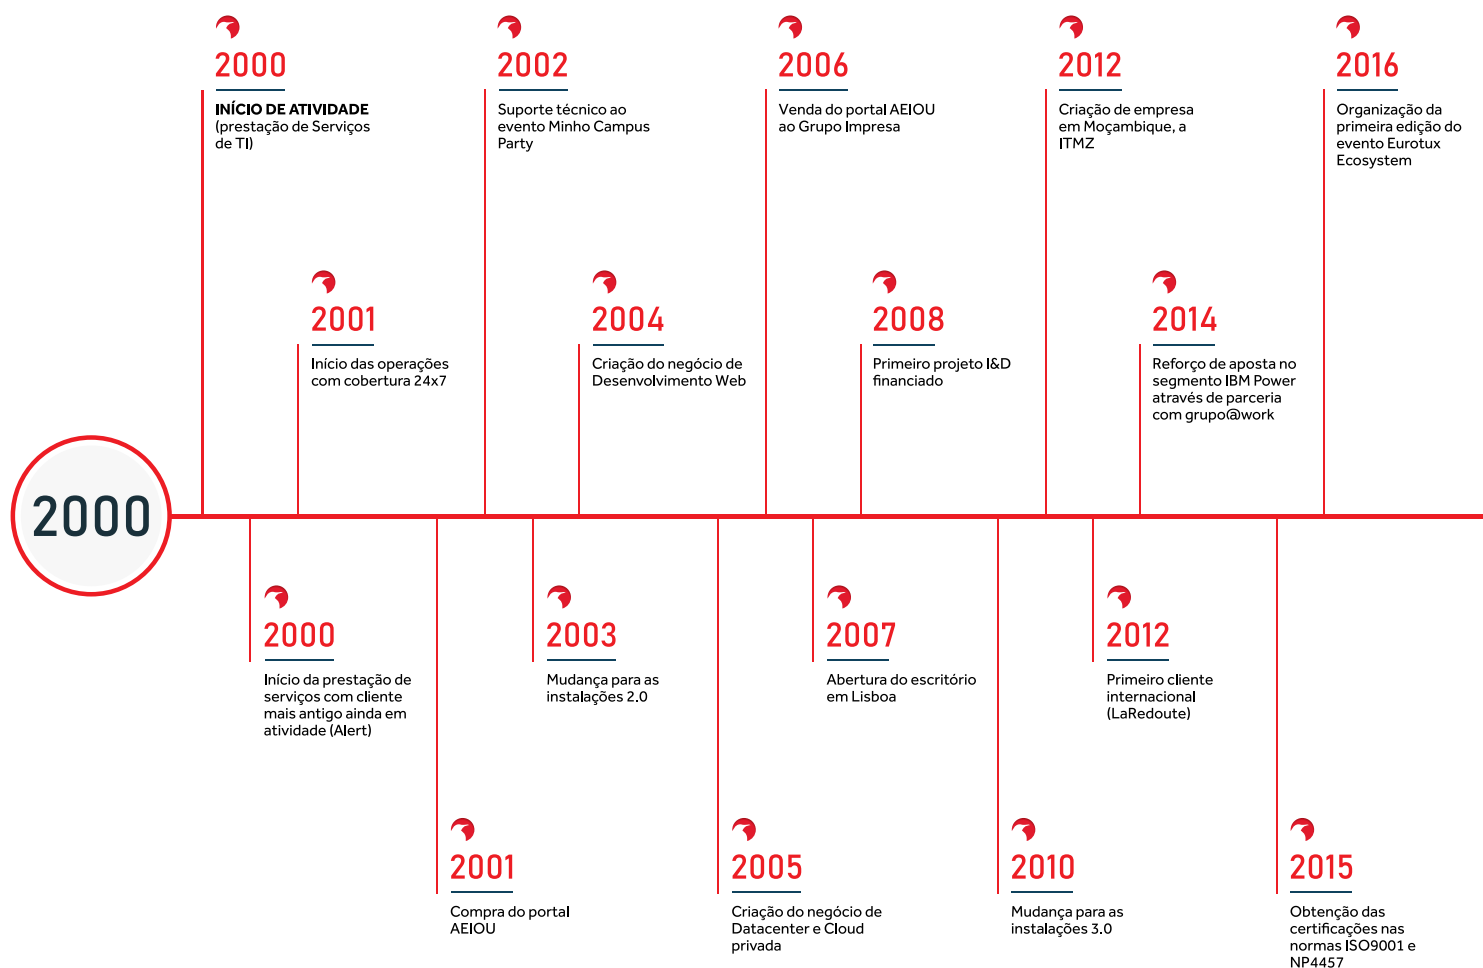 2000
2000
INÍCIO DE ATIVIDADE
(prestação de Serviços
de TI)
2000
Início da prestação de
serviços com cliente
mais antigo ainda em
atividade (Alert)
2001
Início das operações
com cobertura 24x7
2001
Compra do portal
AEIOU
2002
Suporte técnico ao
evento Minho Campus
Party
2003
Mudança para as
instalações 2.0
2004
Criação do negócio de
Desenvolvimento Web
2005
Criação do negócio de
Datacenter e Cloud
privada
2006
Venda do portal AEIOU
ao Grupo Impresa
2007
Abertura do escritório
em Lisboa
2008
Primeiro projeto I&D
financiado
2010
Mudança para as
instalações 3.0
2012
Criação de empresa
em Moçambique, a
ITMZ
2012
Primeiro cliente
internacional
(LaRedoute)
2014
Reforço de aposta no
segmento IBM Power
através de parceria
com grupo@work
2015
Obtenção das
certificações nas
normas ISO9001 e
NP4457
2016
Organização da
primeira edição do
evento Eurotux
Ecosystem